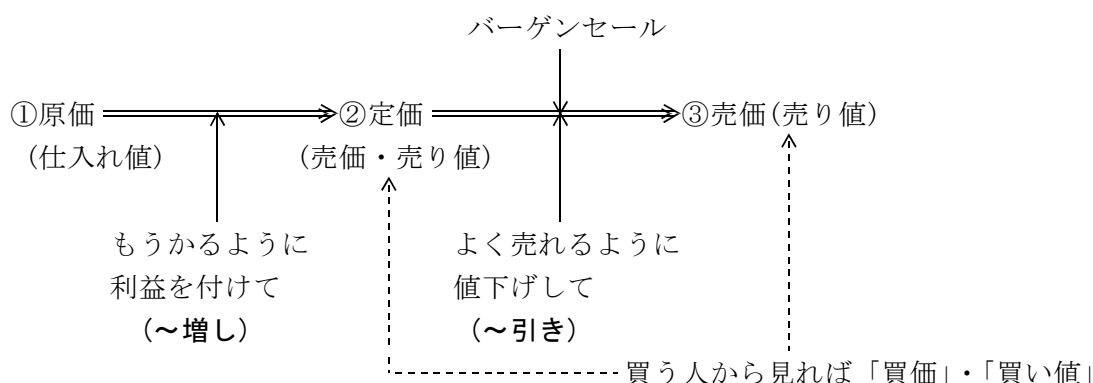 バーゲンセール
①原価 ②定価 ③売価(売り値)
(仕入れ値) (売価・売り値)
もうかるように よく売れるように
利益を付けて 値下げして
(～増し) (～引き)
買う人から見れば「買価」・「買い値」